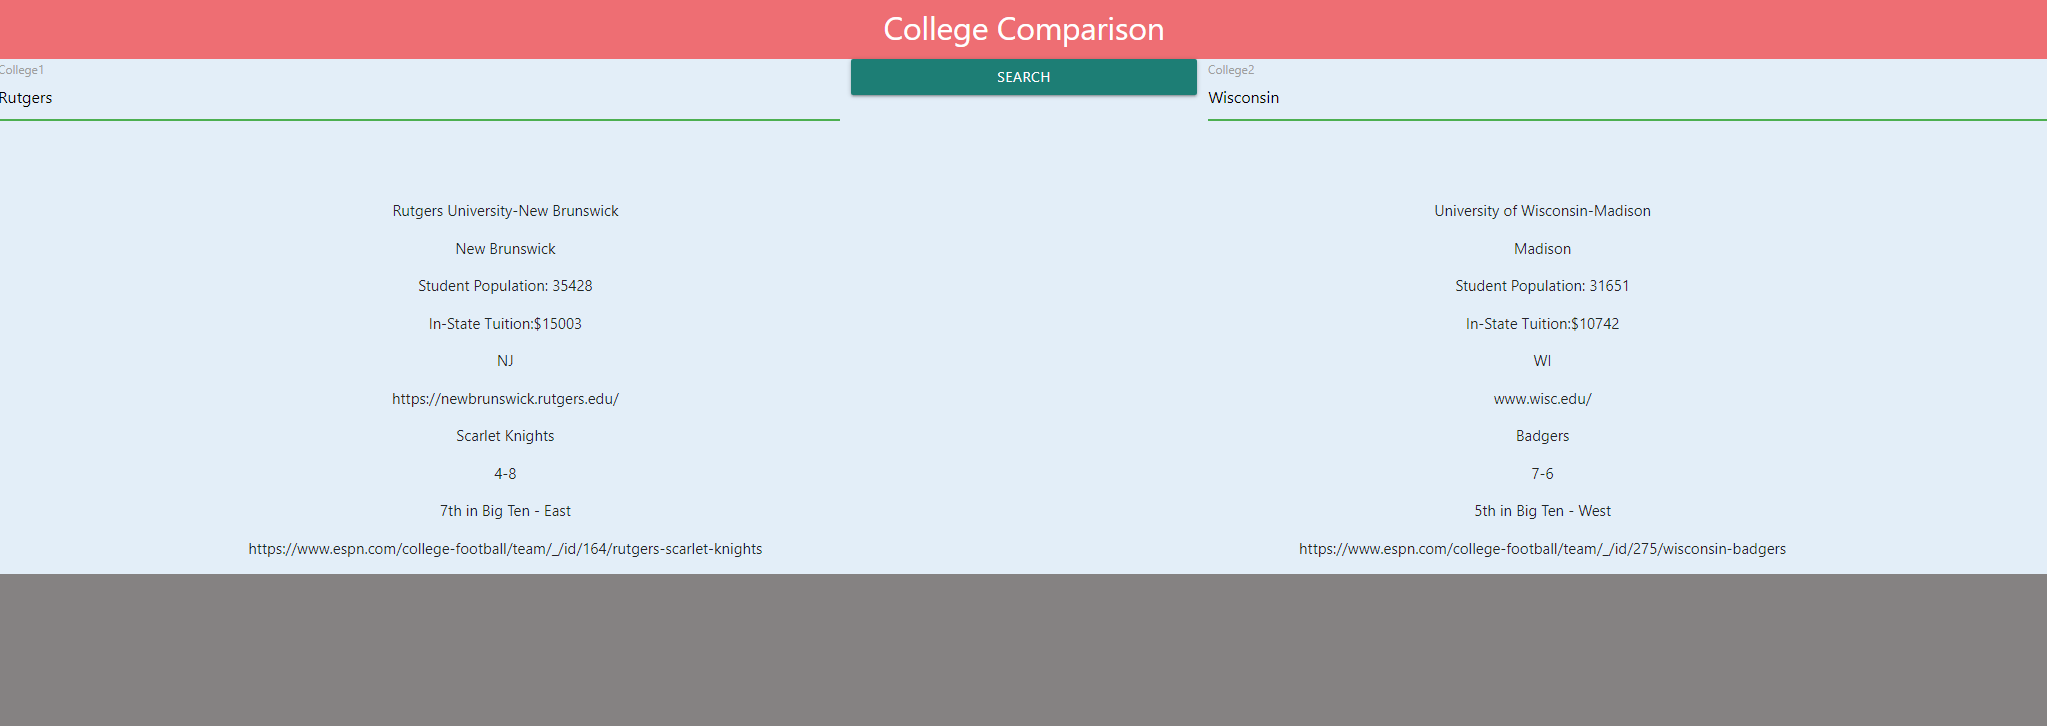 College Comparison
College1
Rutgers
SEARCH
College2
Wisconsin
Rutgers University-New Brunswick
New Brunswick
Student Population: 35428
In-State Tuition:$15003
NJ
https://newbrunswick.rutgers.edu/
Scarlet Knights
4-8
7th in Big Ten - East
https://www.espn.com/college-football/team/_/id/164/rutgers-scarlet-knights
University of Wisconsin-Madison
Madison
Student Population: 31651
In-State Tuition:$10742
WI
www.wisc.edu/
Badgers
7-6
5th in Big Ten - West
https://www.espn.com/college-football/team/_/id/275/wisconsin-badgers